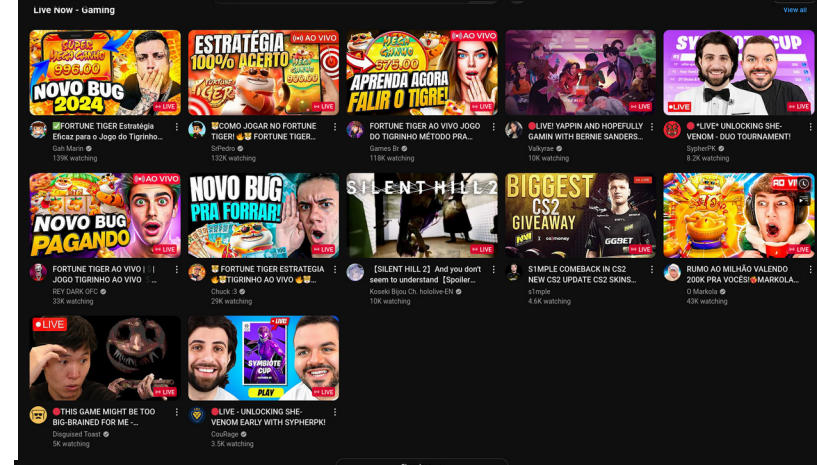 Live Now - Gaming
View all
SUPER
MEGA GANHO
996.00
NOVO BUG
2024
LIVE
✅FORTUNE TIGER Estratégia
Eficaz para o Jogo do Tigrinho...
Gah Marin
139K watching
ESTRATÉGIA
100% ACERTO
AO VIVO
MEGA GANHO
900.00
FORTUNE
TIGER
LIVE
🐯COMO JOGAR NO FORTUNE
TIGER! 🔥🐯 FORTUNE TIGER...
SrPedro
132K watching
MEGA
GANHO
AO VIVO
575.00
APRENDA AGORA
FALIR O TIGRE!
LIVE
FORTUNE TIGER AO VIVO JOGO
DO TIGRINHO MÉTODO PRA...
Games Br
118K watching
LIVE
🔴LIVE! YAPPIN AND HOPEFULLY
GAMIN WITH BERNIE SANDERS...
Valkyrae
10K watching
CUP
LIVE
LIVE
🔴 *LIVE* UNLOCKING SHE-
VENOM - DUO TOURNAMENT!
SypherPK
8.2K watching
AO VIVO
NOVO BUG
PAGANDO
LIVE
FORTUNE TIGER AO VIVO |
JOGO TIGRINHO AO VIVO
REY DARK OFC
33K watching
NOVO BUG
PRA FORRAR!
LIVE
🐯 FORTUNE TIGER ESTRATEGIA
🔥🐯TIGRINHO AO VIVO 🔥🐯...
Chuck :3
29K watching
SILENT HILL 2
LIVE
【SILENT HILL 2】And you don't
seem to understand【Spoiler...
Koseki Bijou Ch. hololive-EN
10K watching
BIGGEST
CS2
GIVEAWAY
LIVE
NAVI X csmoney
GGBET
LIVE
S1MPLE COMEBACK IN CS2
NEW CS2 UPDATE CS2 SKINS...
s1mple
4.6K watching
AO VI
LIVE
RUMO AO MILHÃO VALENDO
200K PRA VOCÊS!💥MARKOLA...
O Markola
43K watching
LIVE
LIVE
🔴THIS GAME MIGHT BE TOO
BIG-BRAINED FOR ME -...
Disguised Toast
5K watching
LIVE!
SYMBIOTE
CUP
PLAY
LIVE
🔴LIVE - UNLOCKING SHE-
VENOM EARLY WITH SYPHERPK!
CouRage
3.5K watching